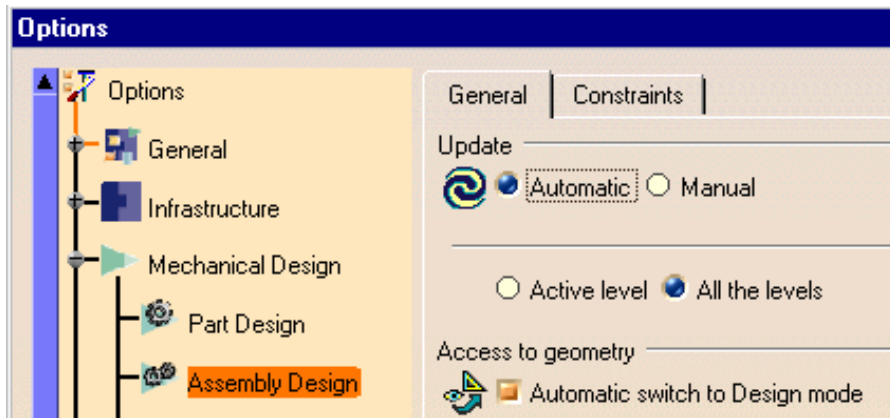 Options
Options
General
Infrastructure
Mechanical Design
Part Design
Assembly Design
General Constraints
Update
Automatic Manual
Active level All the levels
Access to geometry
Automatic switch to Design mode